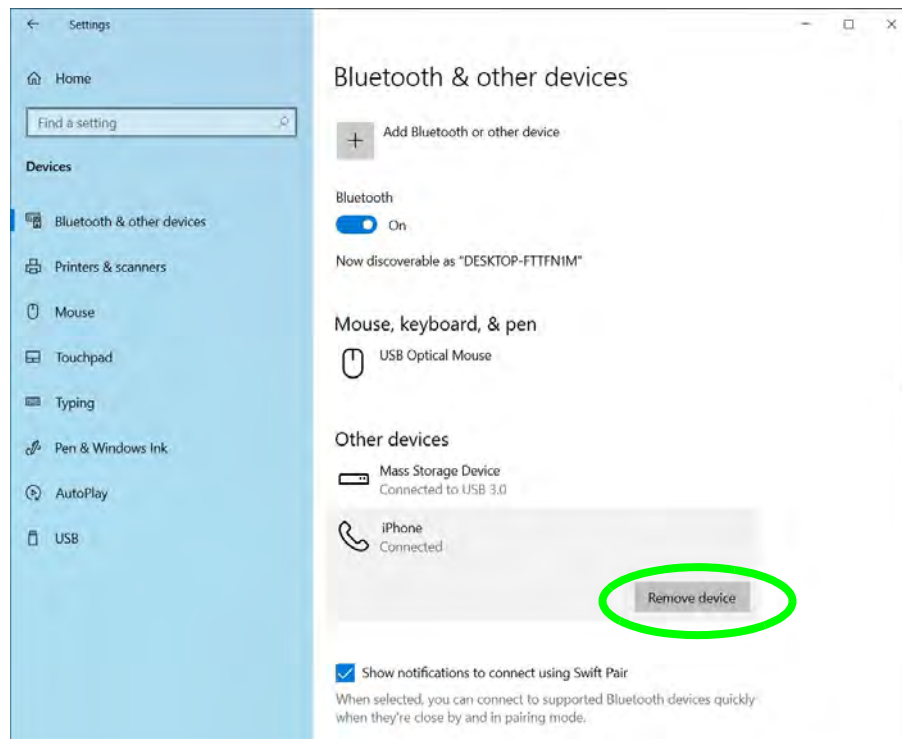 Settings
Home
Find a setting
Devices
Bluetooth & other devices
Printers & scanners
Mouse
Touchpad
Typing
Pen & Windows Ink
AutoPlay
USB
Bluetooth & other devices
Add Bluetooth or other device
Bluetooth
On
Now discoverable as "DESKTOP-FTTFN1M"
Mouse, keyboard, & pen
USB Optical Mouse
Other devices
Mass Storage Device
Connected to USB 3.0
iPhone
Connected
Remove device
Show notifications to connect using Swift Pair
When selected, you can connect to supported Bluetooth devices quickly
when they're close by and in pairing mode.